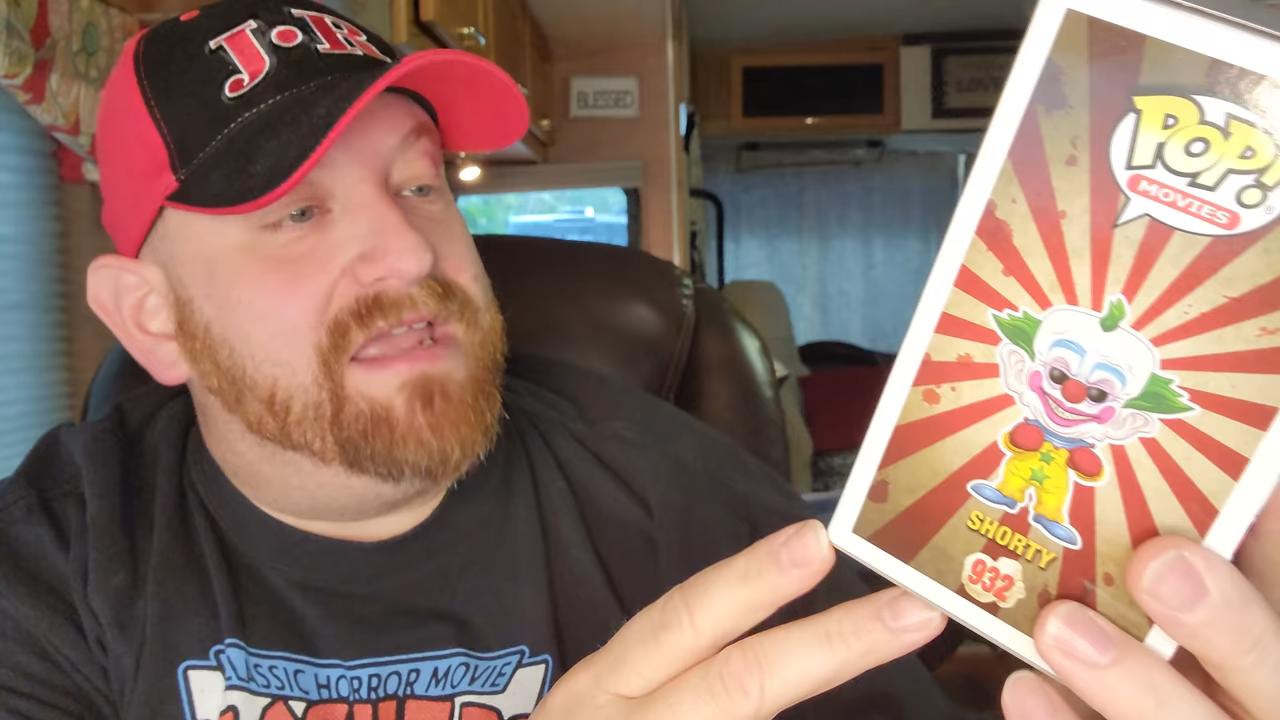 J•R
BLESSED
POP!
MOVIES
SHORTY
932
CLASSIC HORROR MOVIE